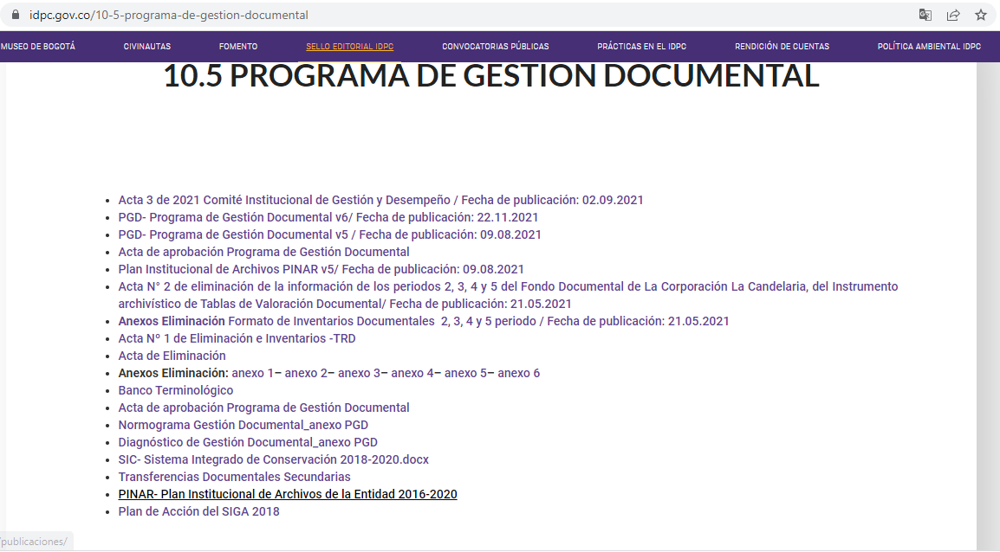 idpc.gov.co/10-5-programa-de-gestion-documental
MUSEO DE BOGOTÁ CIVINAUTAS FOMENTO SELLO EDITORIAL IDPC CONVOCATORIAS PÚBLICAS PRÁCTICAS EN EL IDPC RENDICIÓN DE CUENTAS POLÍTICA AMBIENTAL IDPC
10.5 PROGRAMA DE GESTION DOCUMENTAL
• Acta 3 de 2021 Comité Institucional de Gestión y Desempeño / Fecha de publicación: 02.09.2021
• PGD- Programa de Gestión Documental v6/ Fecha de publicación: 22.11.2021
• PGD- Programa de Gestión Documental v5 / Fecha de publicación: 09.08.2021
• Acta de aprobación Programa de Gestión Documental
• Plan Institucional de Archivos PINAR v5/ Fecha de publicación: 09.08.2021
• Acta N° 2 de eliminación de la información de los periodos 2, 3, 4 y 5 del Fondo Documental de La Corporación La Candelaria, del Instrumento
archivístico de Tablas de Valoración Documental/ Fecha de publicación: 21.05.2021
• Anexos Eliminación Formato de Inventarios Documentales 2, 3, 4 y 5 periodo / Fecha de publicación: 21.05.2021
• Acta Nº 1 de Eliminación e Inventarios -TRD
• Acta de Eliminación
• Anexos Eliminación: anexo 1– anexo 2– anexo 3– anexo 4– anexo 5– anexo 6
• Banco Terminológico
• Acta de aprobación Programa de Gestión Documental
• Normograma Gestión Documental_anexo PGD
• Diagnóstico de Gestión Documental_anexo PGD
• SIC- Sistema Integrado de Conservación 2018-2020.docx
• Transferencias Documentales Secundarias
• PINAR- Plan Institucional de Archivos de la Entidad 2016-2020
• Plan de Acción del SIGA 2018
/publicaciones/